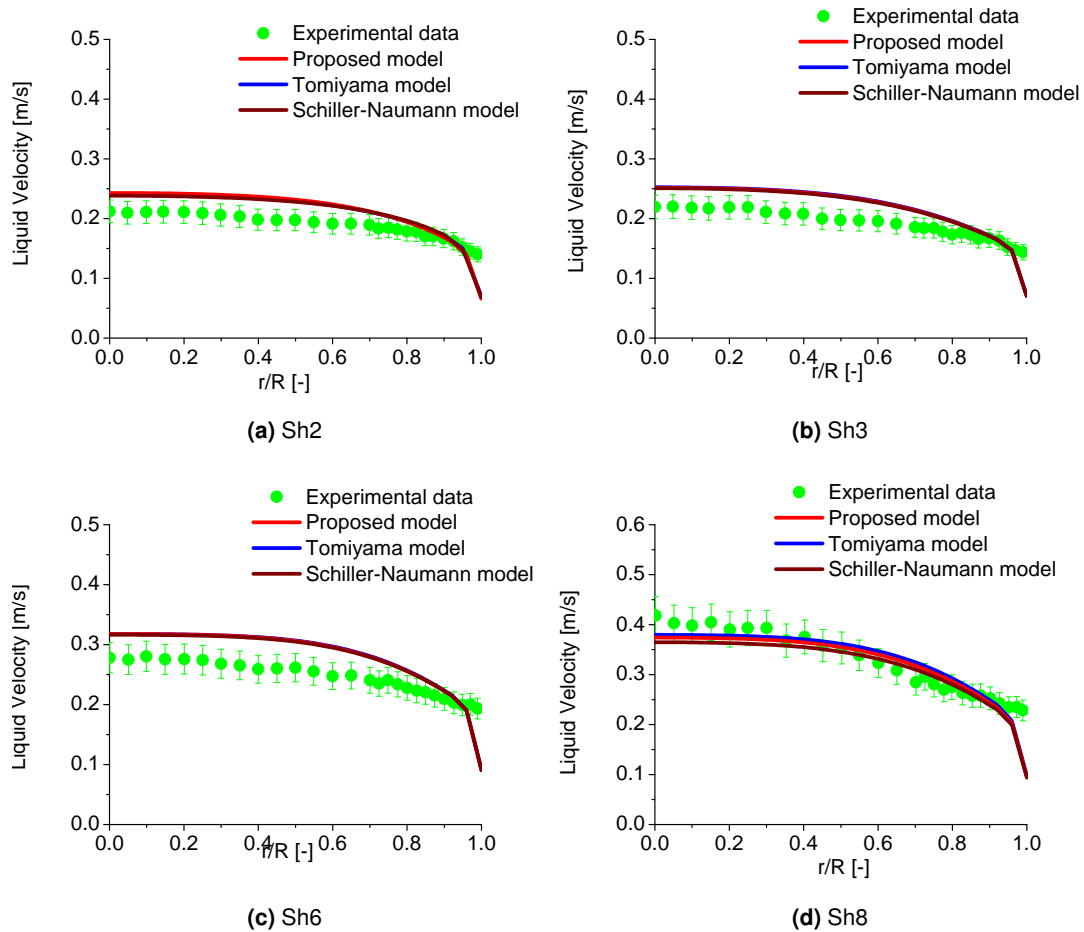 Experimental data
Proposed model
Tomiyama model
Schiller-Naumann model
Liquid Velocity [m/s]
0.5
0.4
0.3
0.2
0.1
0.0
0.0 0.2 0.4 0.6 0.8 1.0
r/R [-]
(a) Sh2
Experimental data
Proposed model
Tomiyama model
Schiller-Naumann model
Liquid Velocity [m/s]
0.5
0.4
0.3
0.2
0.1
0.0
0.0 0.2 0.4 0.6 0.8 1.0
r/R [-]
(b) Sh3
Experimental data
Proposed model
Tomiyama model
Schiller-Naumann model
Liquid Velocity [m/s]
0.5
0.4
0.3
0.2
0.1
0.0
0.0 0.2 0.4 0.6 0.8 1.0
r/R [-]
(c) Sh6
Experimental data
Proposed model
Tomiyama model
Schiller-Naumann model
Liquid Velocity [m/s]
0.6
0.5
0.4
0.3
0.2
0.1
0.0
0.0 0.2 0.4 0.6 0.8 1.0
r/R [-]
(d) Sh8